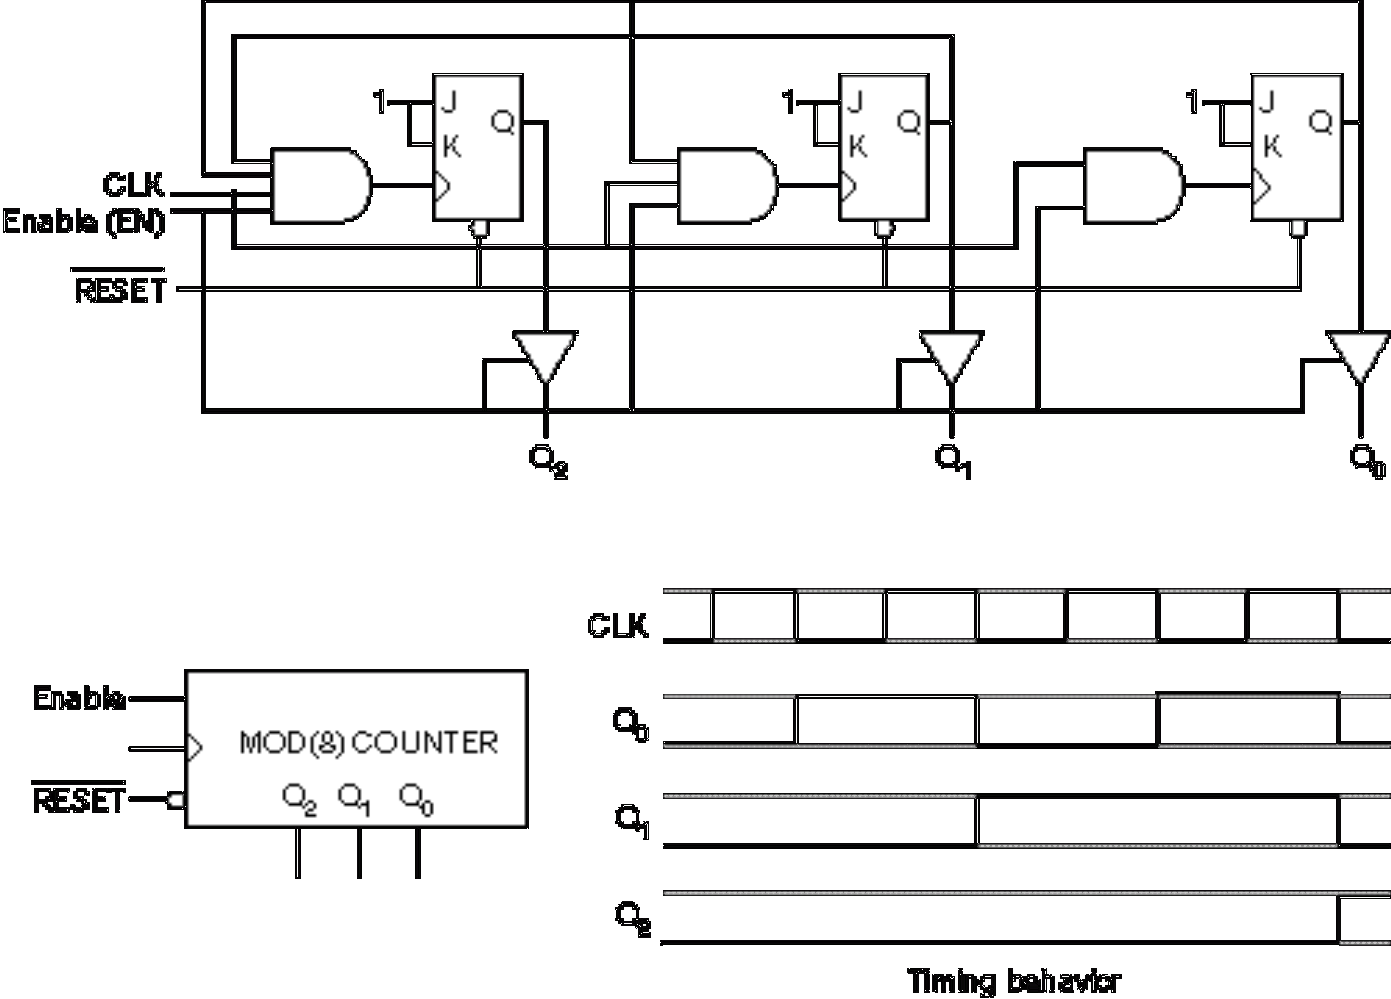 1 J Q K
1 J Q K
1 J Q K
CLK
Enable (EN)
RESET
Q2 Q1 Q0
CLK
Enable
MOD(8) COUNTER
RESET
Q2 Q1 Q0
Q0
Q1
Q2
Timing behavior